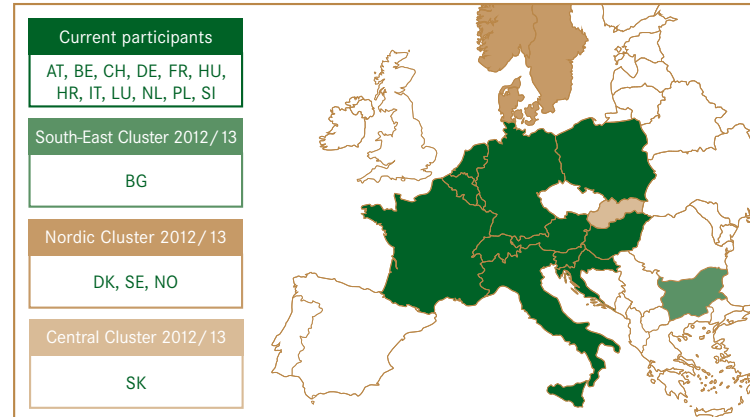 Current participants
AT, BE, CH, DE, FR, HU,
HR, IT, LU, NL, PL, SI
South-East Cluster 2012/13
BG
Nordic Cluster 2012/13
DK, SE, NO
Central Cluster 2012/13
SK